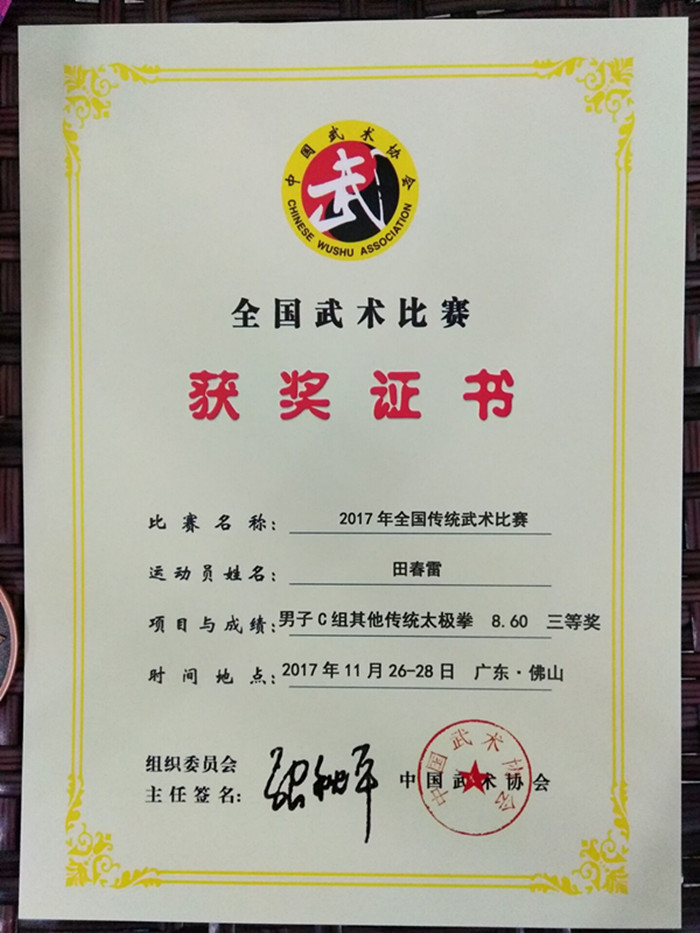 中国武术协会
武
CHINESE WUSHU ASSOCIATION
全国武术比赛
获奖证书
比赛名称: 2017年全国传统武术比赛
运动员姓名: 田春雷
项目与成绩: 男子C组其他传统太极拳 8.60 三等奖
时间地点: 2017年11月26-28日 广东·佛山
组织委员会
主任签名:
中国武术协会
中国武术协会